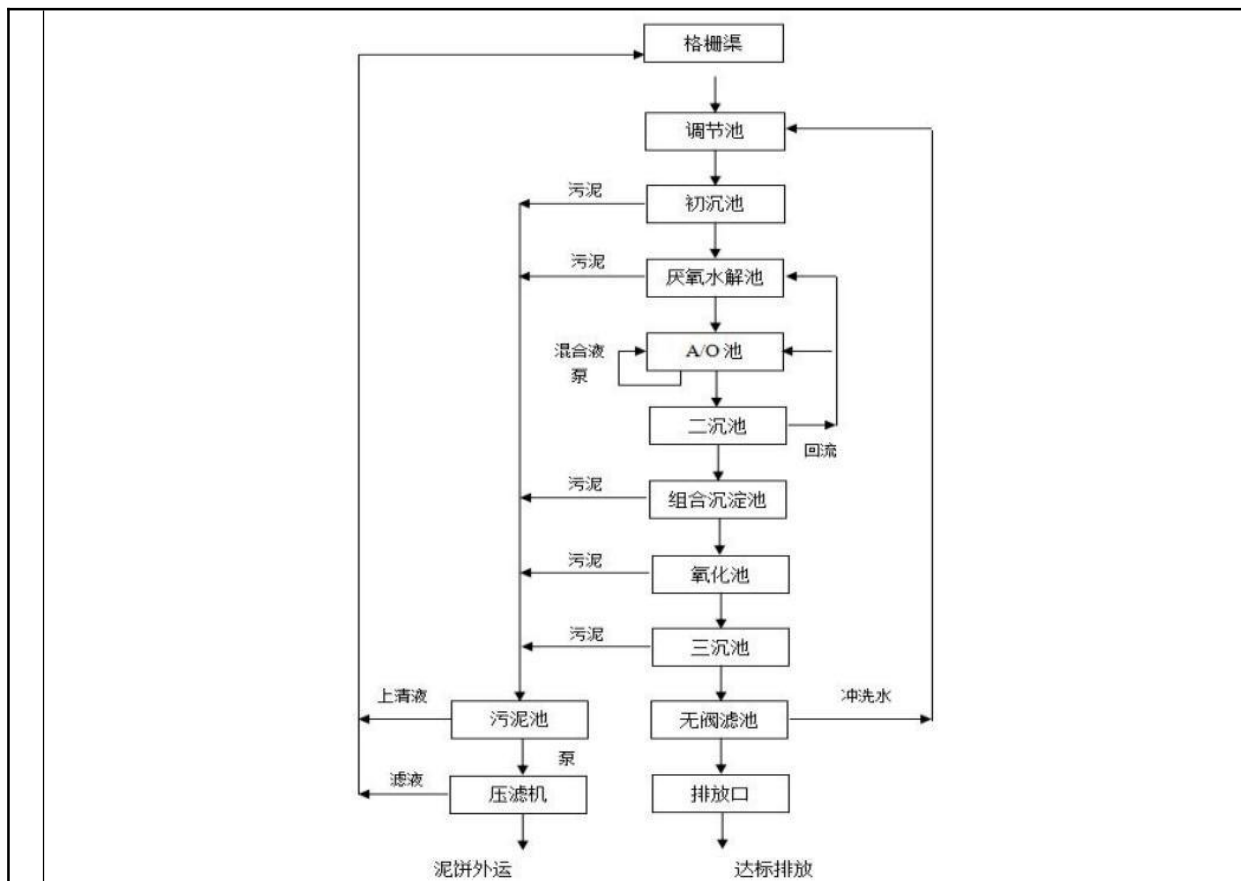 格栅渠
调节池
污泥
初沉池
污泥
厌氧水解池
混合液
泵
A/O 池
二沉池
回流
污泥
组合沉淀池
污泥
氧化池
污泥
三沉池
上清液
污泥池
无阀滤池
冲洗水
泵
滤液
压滤机
排放口
泥饼外运
达标排放